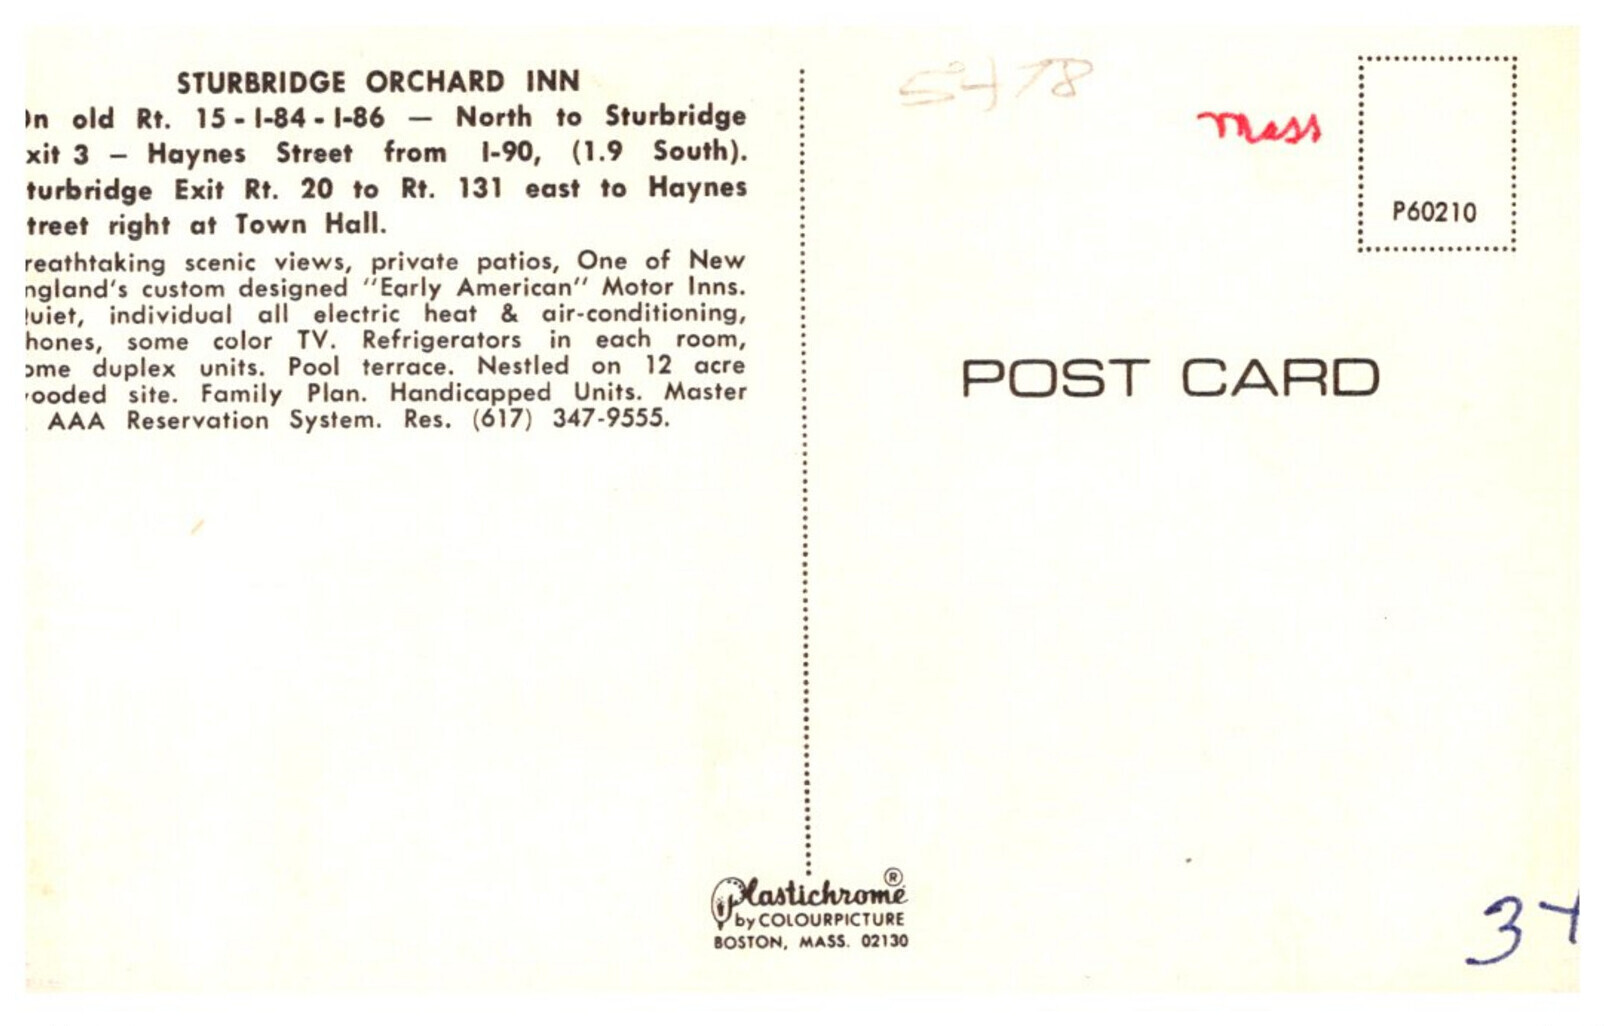 STURBRIDGE ORCHARD INN
On old Rt. 15 - I-84 - I-86 — North to Sturbridge
xit 3 — Haynes Street from I-90, (1.9 South).
turbridge Exit Rt. 20 to Rt. 131 east to Haynes
treet right at Town Hall.
reathtaking scenic views, private patios, One of New
ngland's custom designed "Early American" Motor Inns.
uiet, individual all electric heat & air-conditioning,
hones, some color TV. Refrigerators in each room,
ome duplex units. Pool terrace. Nestled on 12 acre
ooded site. Family Plan. Handicapped Units. Master
AAA Reservation System. Res. (617) 347-9555.
5478
Mass
P60210
POST CARD
Plastichrome®
by COLOURPICTURE
BOSTON, MASS. 02130